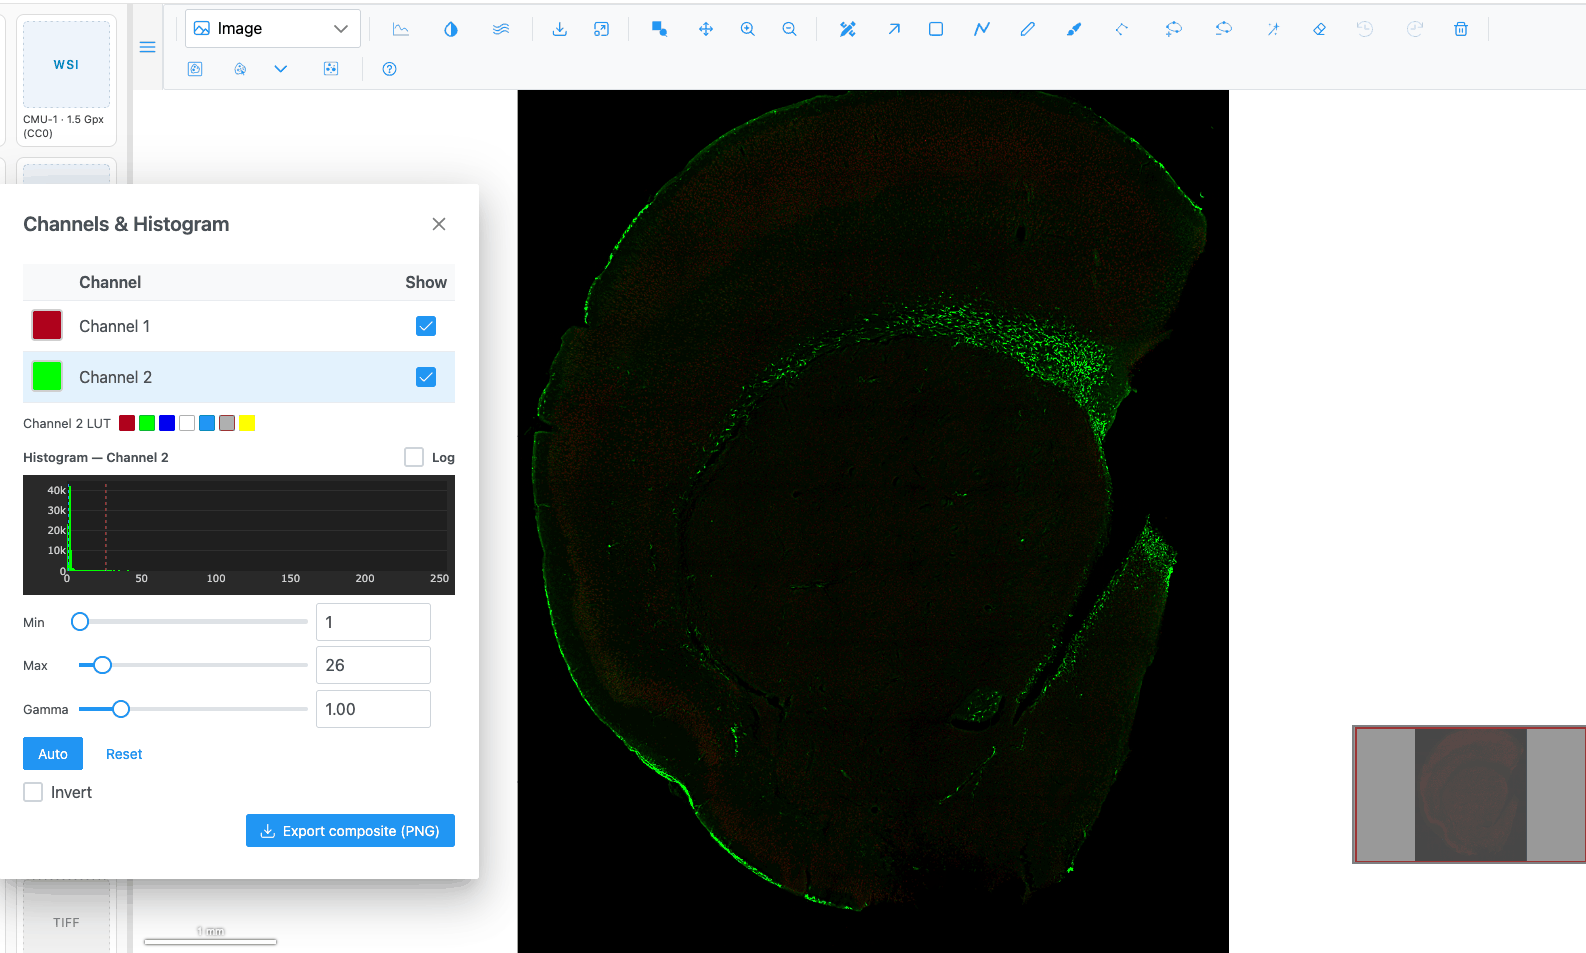 Image
WSI
CMU-1 · 1.5 Gpx
(CC0)
Channels & Histogram
Channel Show
Channel 1
Channel 2
Channel 2 LUT
Histogram — Channel 2 Log
40k
30k
20k
10k
0
0 50 100 150 200 250
Min 1
Max 26
Gamma 1.00
Auto Reset
Invert
Export composite (PNG)
TIFF
1 mm